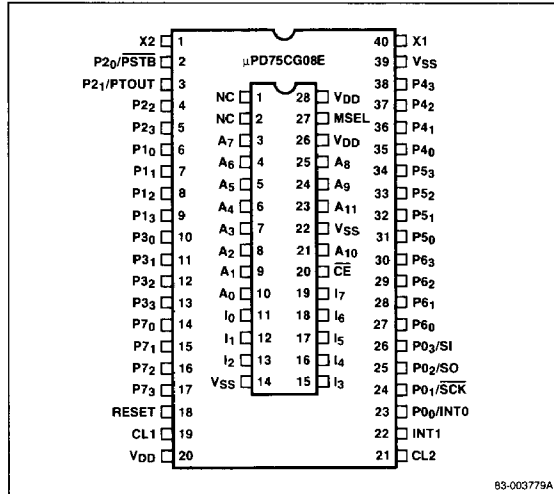 μPD75CG08E
X2 1 40 X1
P2₀/P̅S̅T̅B̅ 2 39 VSS
P2₁/PTOUT 3 38 P4₃
P2₂ 4 NC 1 28 VDD 37 P4₂
P2₃ 5 NC 2 27 MSEL 36 P4₁
P1₀ 6 A₇ 3 26 VDD 35 P4₀
P1₁ 7 A₆ 4 25 A₈ 34 P5₃
P1₂ 8 A₅ 5 24 A₉ 33 P5₂
P1₃ 9 A₄ 6 23 A₁₁ 32 P5₁
P3₀ 10 A₃ 7 22 VSS 31 P5₀
P3₁ 11 A₂ 8 21 A₁₀ 30 P6₃
P3₂ 12 A₁ 9 20 C̅E̅ 29 P6₂
P3₃ 13 A₀ 10 19 I₇ 28 P6₁
P7₀ 14 I₀ 11 18 I₆ 27 P6₀
P7₁ 15 I₁ 12 17 I₅ 26 P0₃/SI
P7₂ 16 I₂ 13 16 I₄ 25 P0₂/SO
P7₃ 17 VSS 14 15 I₃ 24 P0₁/S̅C̅K̅
RESET 18 23 P0₀/INT0
CL1 19 22 INT1
VDD 20 21 CL2
83-003779A